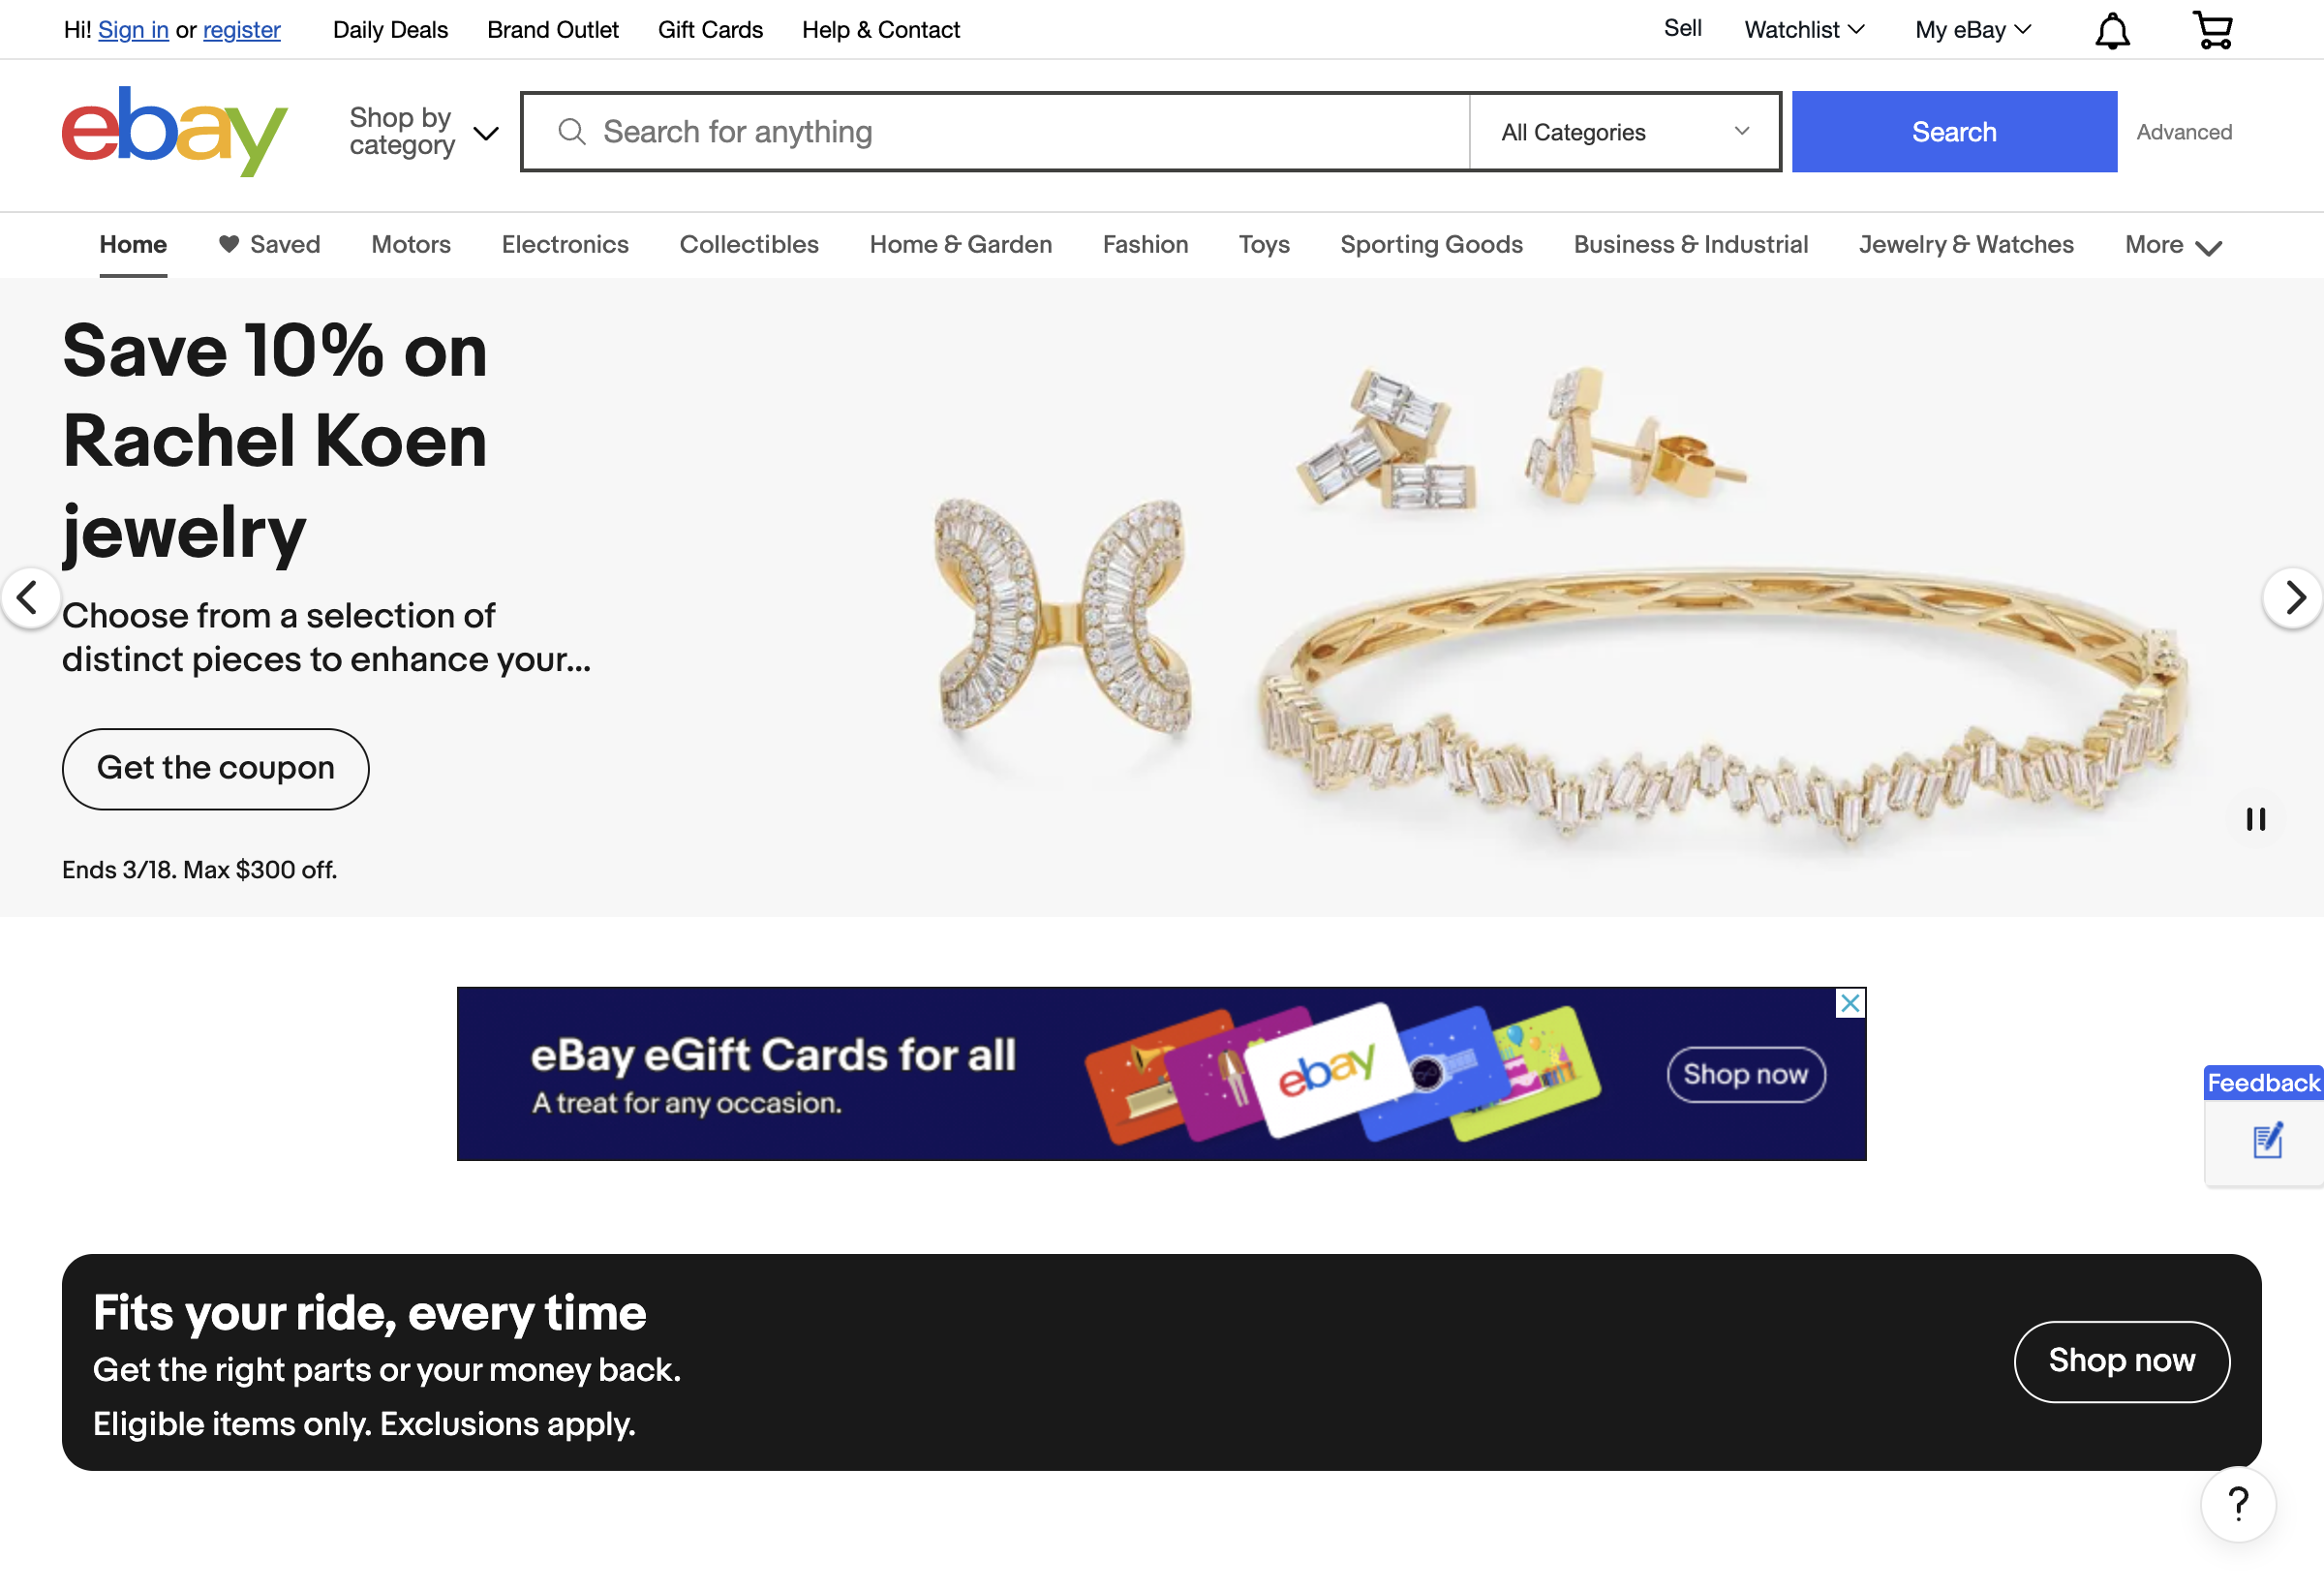 Hi! Sign in or register
Daily Deals
Brand Outlet
Gift Cards
Help & Contact
Sell
Watchlist
My eBay
ebay
Shop by
category
Search for anything
All Categories
Search
Advanced
Home
Saved
Motors
Electronics
Collectibles
Home & Garden
Fashion
Toys
Sporting Goods
Business & Industrial
Jewelry & Watches
More
Save 10% on
Rachel Koen
jewelry
Choose from a selection of
distinct pieces to enhance your...
Get the coupon
Ends 3/18. Max $300 off.
eBay eGift Cards for all
A treat for any occasion.
ebay
Shop now
Feedback
Fits your ride, every time
Get the right parts or your money back.
Eligible items only. Exclusions apply.
Shop now
?